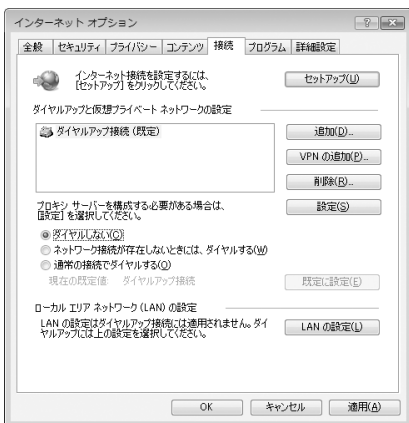 インターネット オプション
全般 セキュリティ プライバシー コンテンツ 接続 プログラム 詳細設定
インターネット接続を設定するには、
[セットアップ] をクリックしてください。
セットアップ(U)
ダイヤルアップと仮想プライベート ネットワークの設定
ダイヤルアップ接続 (既定)
追加(D)...
VPN の追加(P)...
削除(R)...
プロキシ サーバーを構成する必要がある場合は、
[設定] を選択してください。
設定(S)
ダイヤルしない(C)
ネットワーク接続が存在しないときには、ダイヤルする(W)
通常の接続でダイヤルする(O)
現在の既定値: ダイヤルアップ接続
既定に設定(E)
ローカル エリア ネットワーク (LAN) の設定
LAN の設定はダイヤルアップ接続には適用されません。ダイ
ヤルアップには上の設定を選択してください。
LAN の設定(L)
OK キャンセル 適用(A)